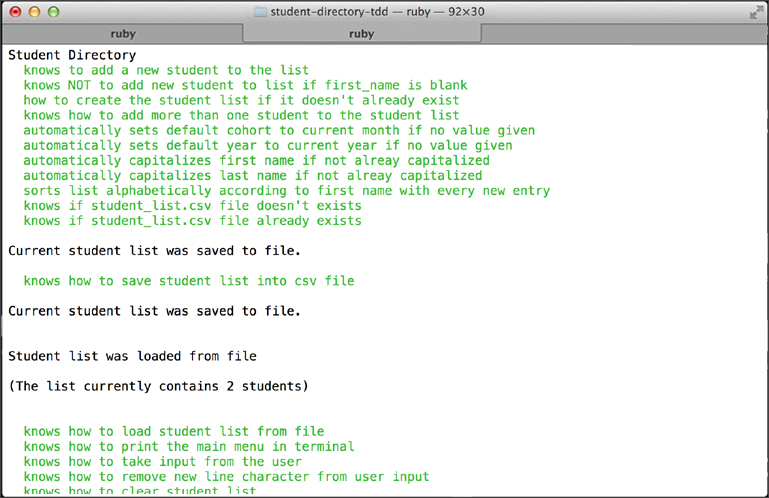 student-directory-tdd — ruby — 92×30
ruby
ruby
Student Directory
knows to add a new student to the list
knows NOT to add new student to list if first_name is blank
how to create the student list if it doesn't already exist
knows how to add more than one student to the student list
automatically sets default cohort to current month if no value given
automatically sets default year to current year if no value given
automatically capitalizes first name if not alreay capitalized
automatically capitalizes last name if not alreay capitalized
sorts list alphabetically according to first name with every new entry
knows if student_list.csv file doesn't exists
knows if student_list.csv file already exists
Current student list was saved to file.
knows how to save student list into csv file
Current student list was saved to file.
Student list was loaded from file
(The list currently contains 2 students)
knows how to load student list from file
knows how to print the main menu in terminal
knows how to take input from the user
knows how to remove new line character from user input
knows how to clear student list